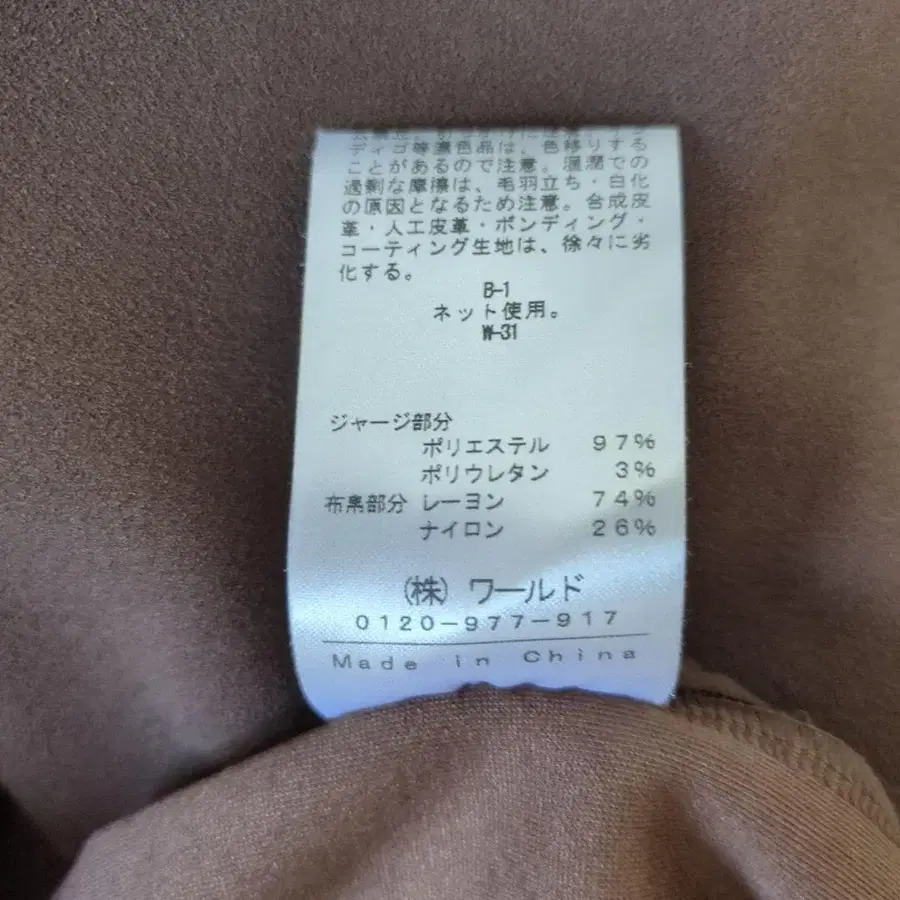 ディゴ等濃色品は、色移りする
ことがあるので注意。湿潤での
過剰な摩擦は、毛羽立ち・白化
の原因となるため注意。合成皮
革・人工皮革・ボンディング・
コーティング生地は、徐々に劣
化する。
B-1
ネット使用。
W-31
ジャージ部分
ポリエステル 97%
ポリウレタン 3%
布帛部分 レーヨン 74%
ナイロン 26%
(株) ワールド
0120-977-917
Made in China